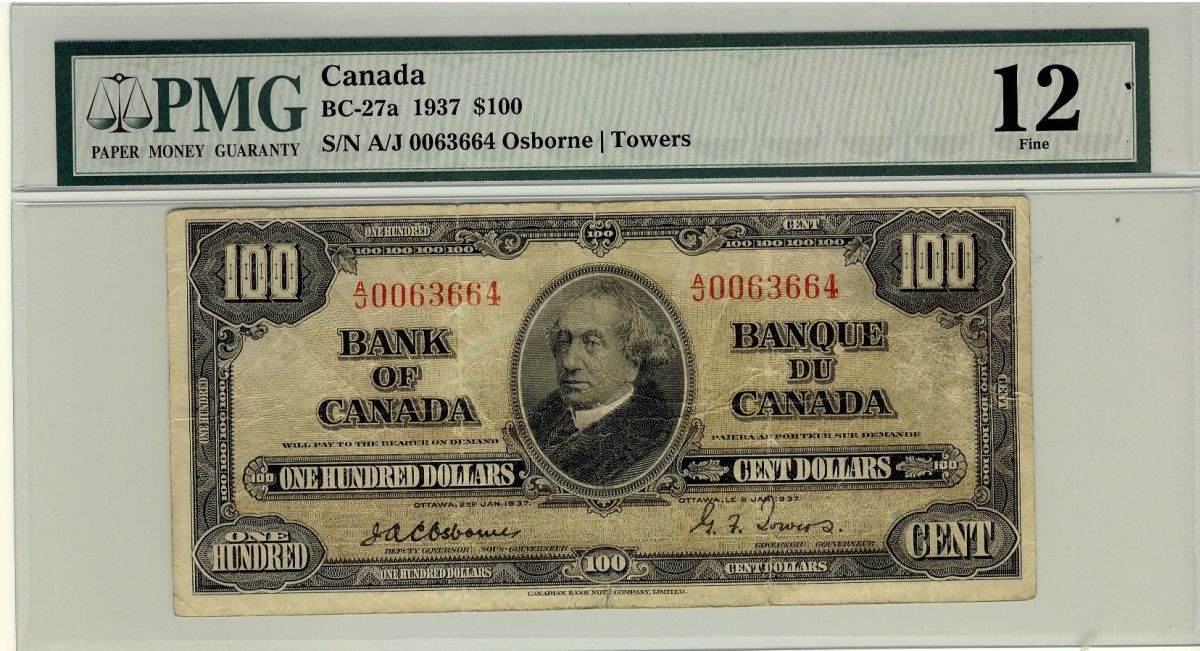 PMG
PAPER MONEY GUARANTY
Canada
BC-27a 1937 $100
S/N A/J 0063664 Osborne | Towers
12
Fine
100
ONE HUNDRED
100 100 100 100
100
CENT
100 100 100 100
100
A/J 0063664
A/J 0063664
BANK
OF
CANADA
BANQUE
DU
CANADA
ONE HUNDRED
CENT
WILL PAY TO THE BEARER ON DEMAND
PAIERA AU PORTEUR SUR DEMANDE
100 ONE HUNDRED DOLLARS
CENT DOLLARS 100
OTTAWA, 2ND JAN. 1937.
OTTAWA, LE 2 JAN. 1937.
J A C Osborne
G. F. Towers.
DEPUTY GOVERNOR SOUS-GOUVERNEUR
GOVERNOR GOUVERNEUR
ONE
HUNDRED
CENT
ONE HUNDRED DOLLARS
100
CENT DOLLARS
CANADIAN BANK NOTE COMPANY, LIMITED.